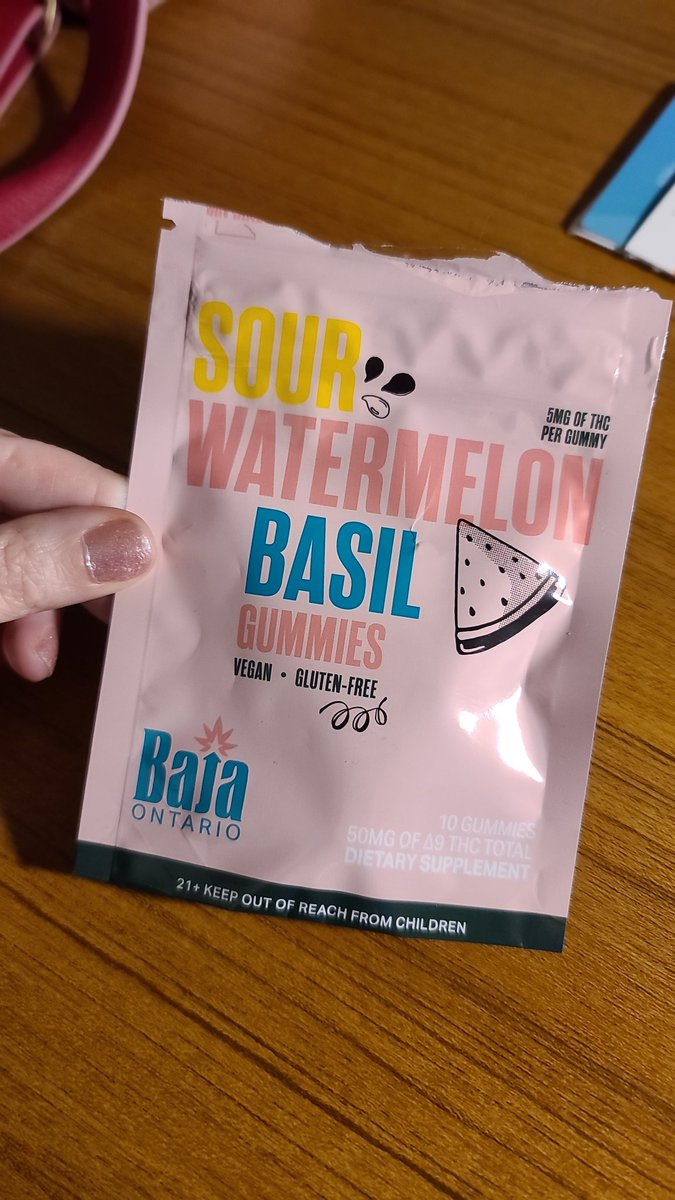 SOUR
5MG OF THC
PER GUMMY
WATERMELON
BASIL
GUMMIES
VEGAN • GLUTEN-FREE
Baja
ONTARIO
10 GUMMIES
50MG OF Δ9 THC TOTAL
DIETARY SUPPLEMENT
21+ KEEP OUT OF REACH FROM CHILDREN